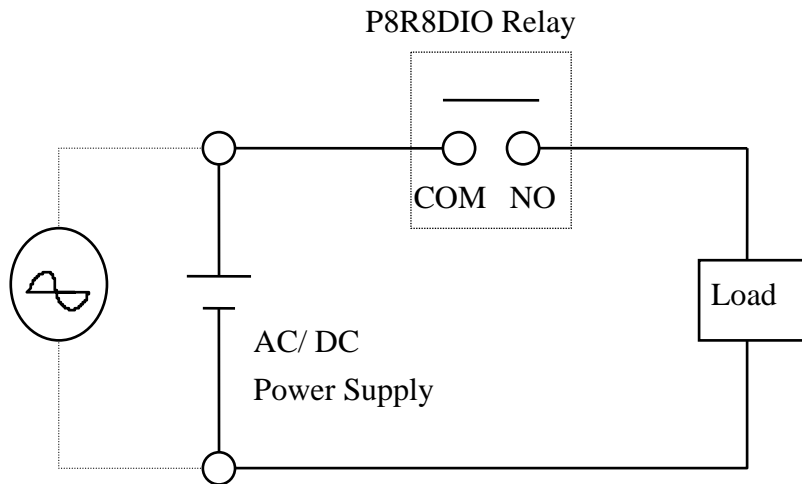 P8R8DIO Relay
COM NO
Load
AC/ DC
Power Supply